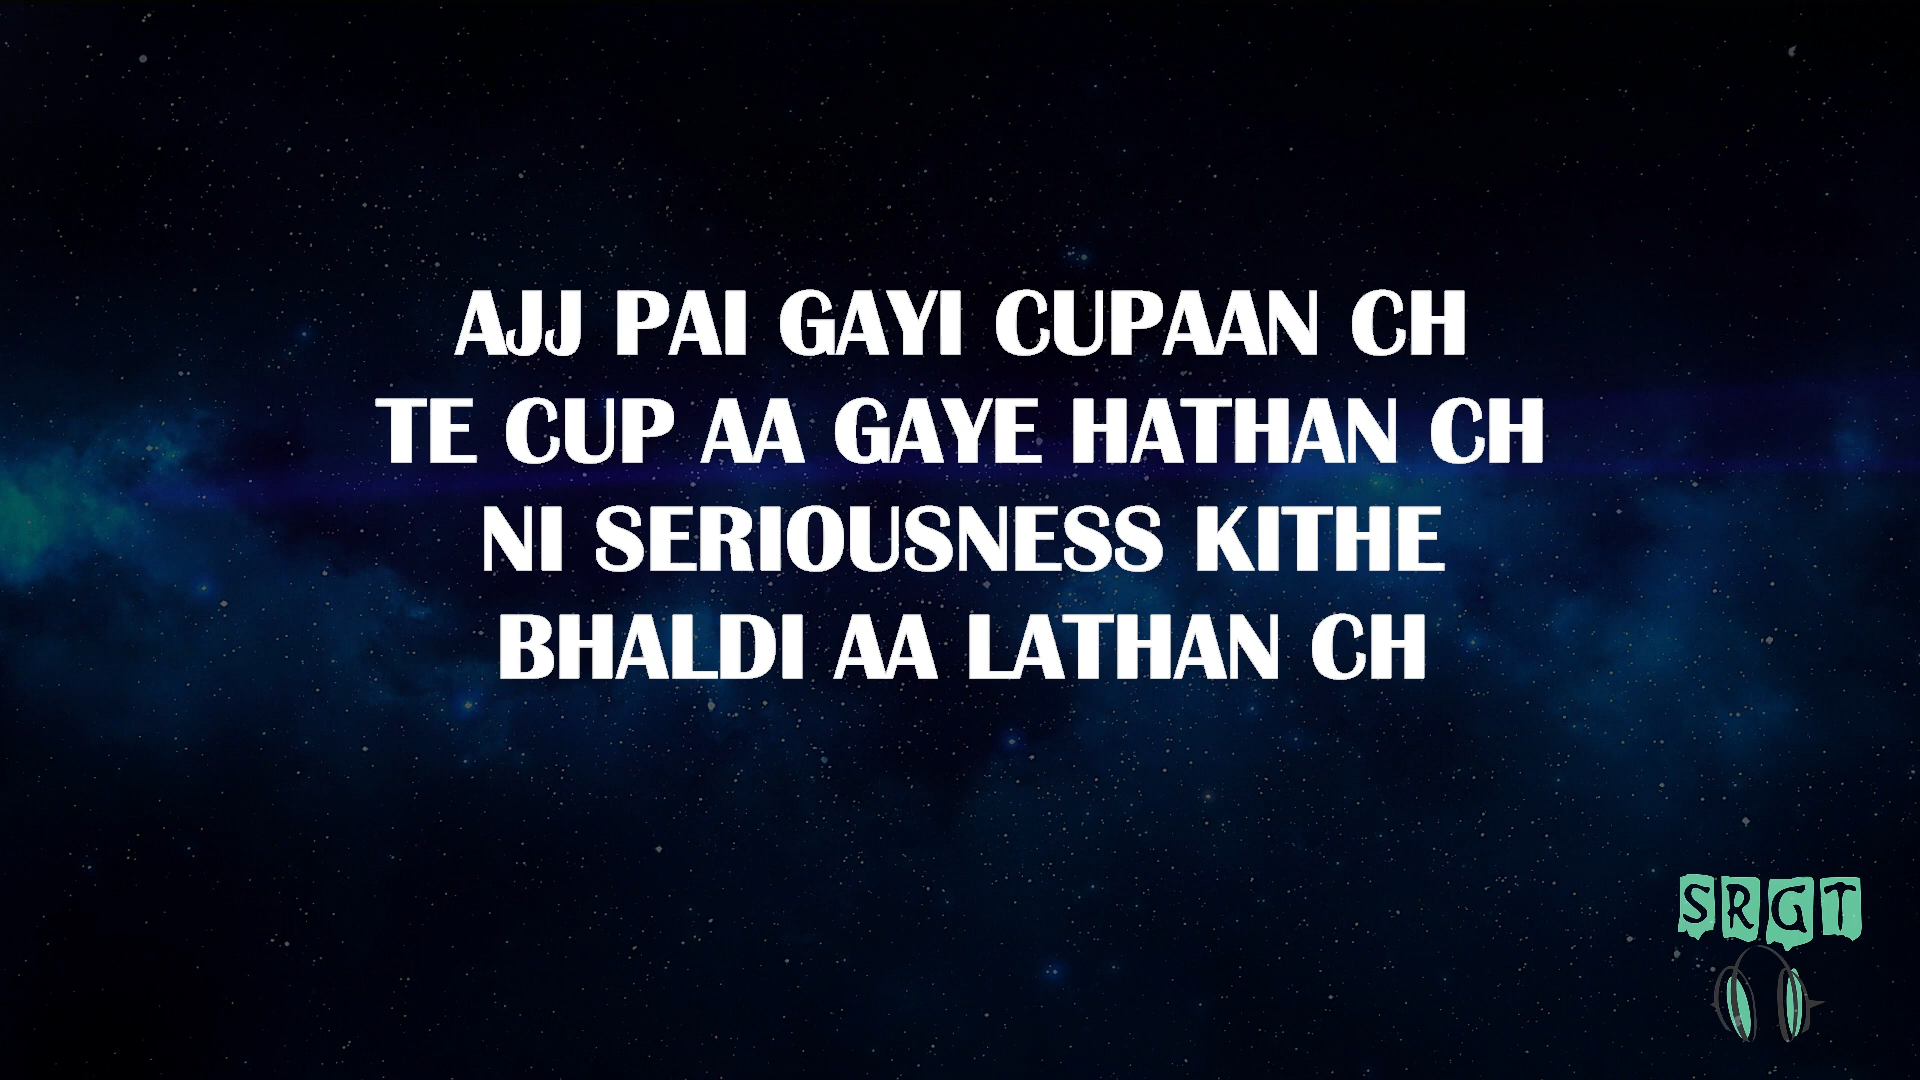 AJJ PAI GAYI CUPAAN CH
TE CUP AA GAYE HATHAN CH
NI SERIOUSNESS KITHE
BHALDI AA LATHAN CH
SRGT